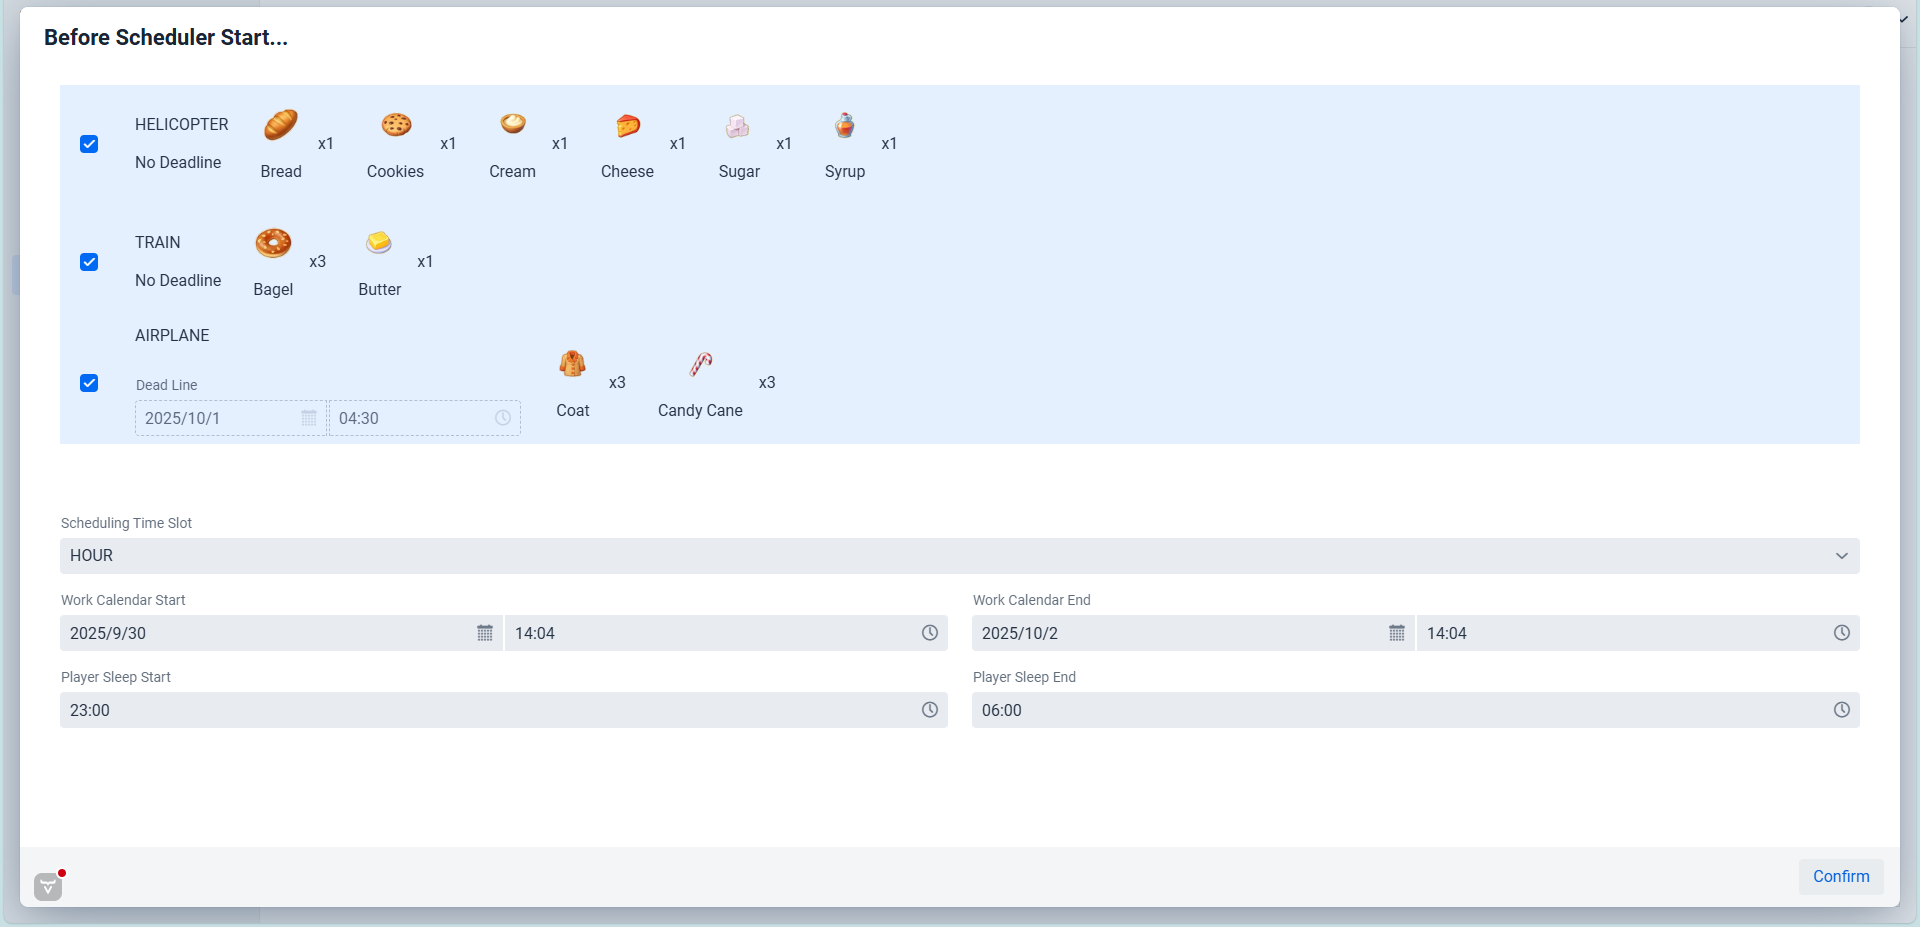 Before Scheduler Start...
HELICOPTER
No Deadline
Bread x1
Cookies x1
Cream x1
Cheese x1
Sugar x1
Syrup x1
TRAIN
No Deadline
Bagel x3
Butter x1
AIRPLANE
Dead Line
2025/10/1 04:30
Coat x3
Candy Cane x3
Scheduling Time Slot
HOUR
Work Calendar Start
2025/9/30 14:04
Work Calendar End
2025/10/2 14:04
Player Sleep Start
23:00
Player Sleep End
06:00
Confirm